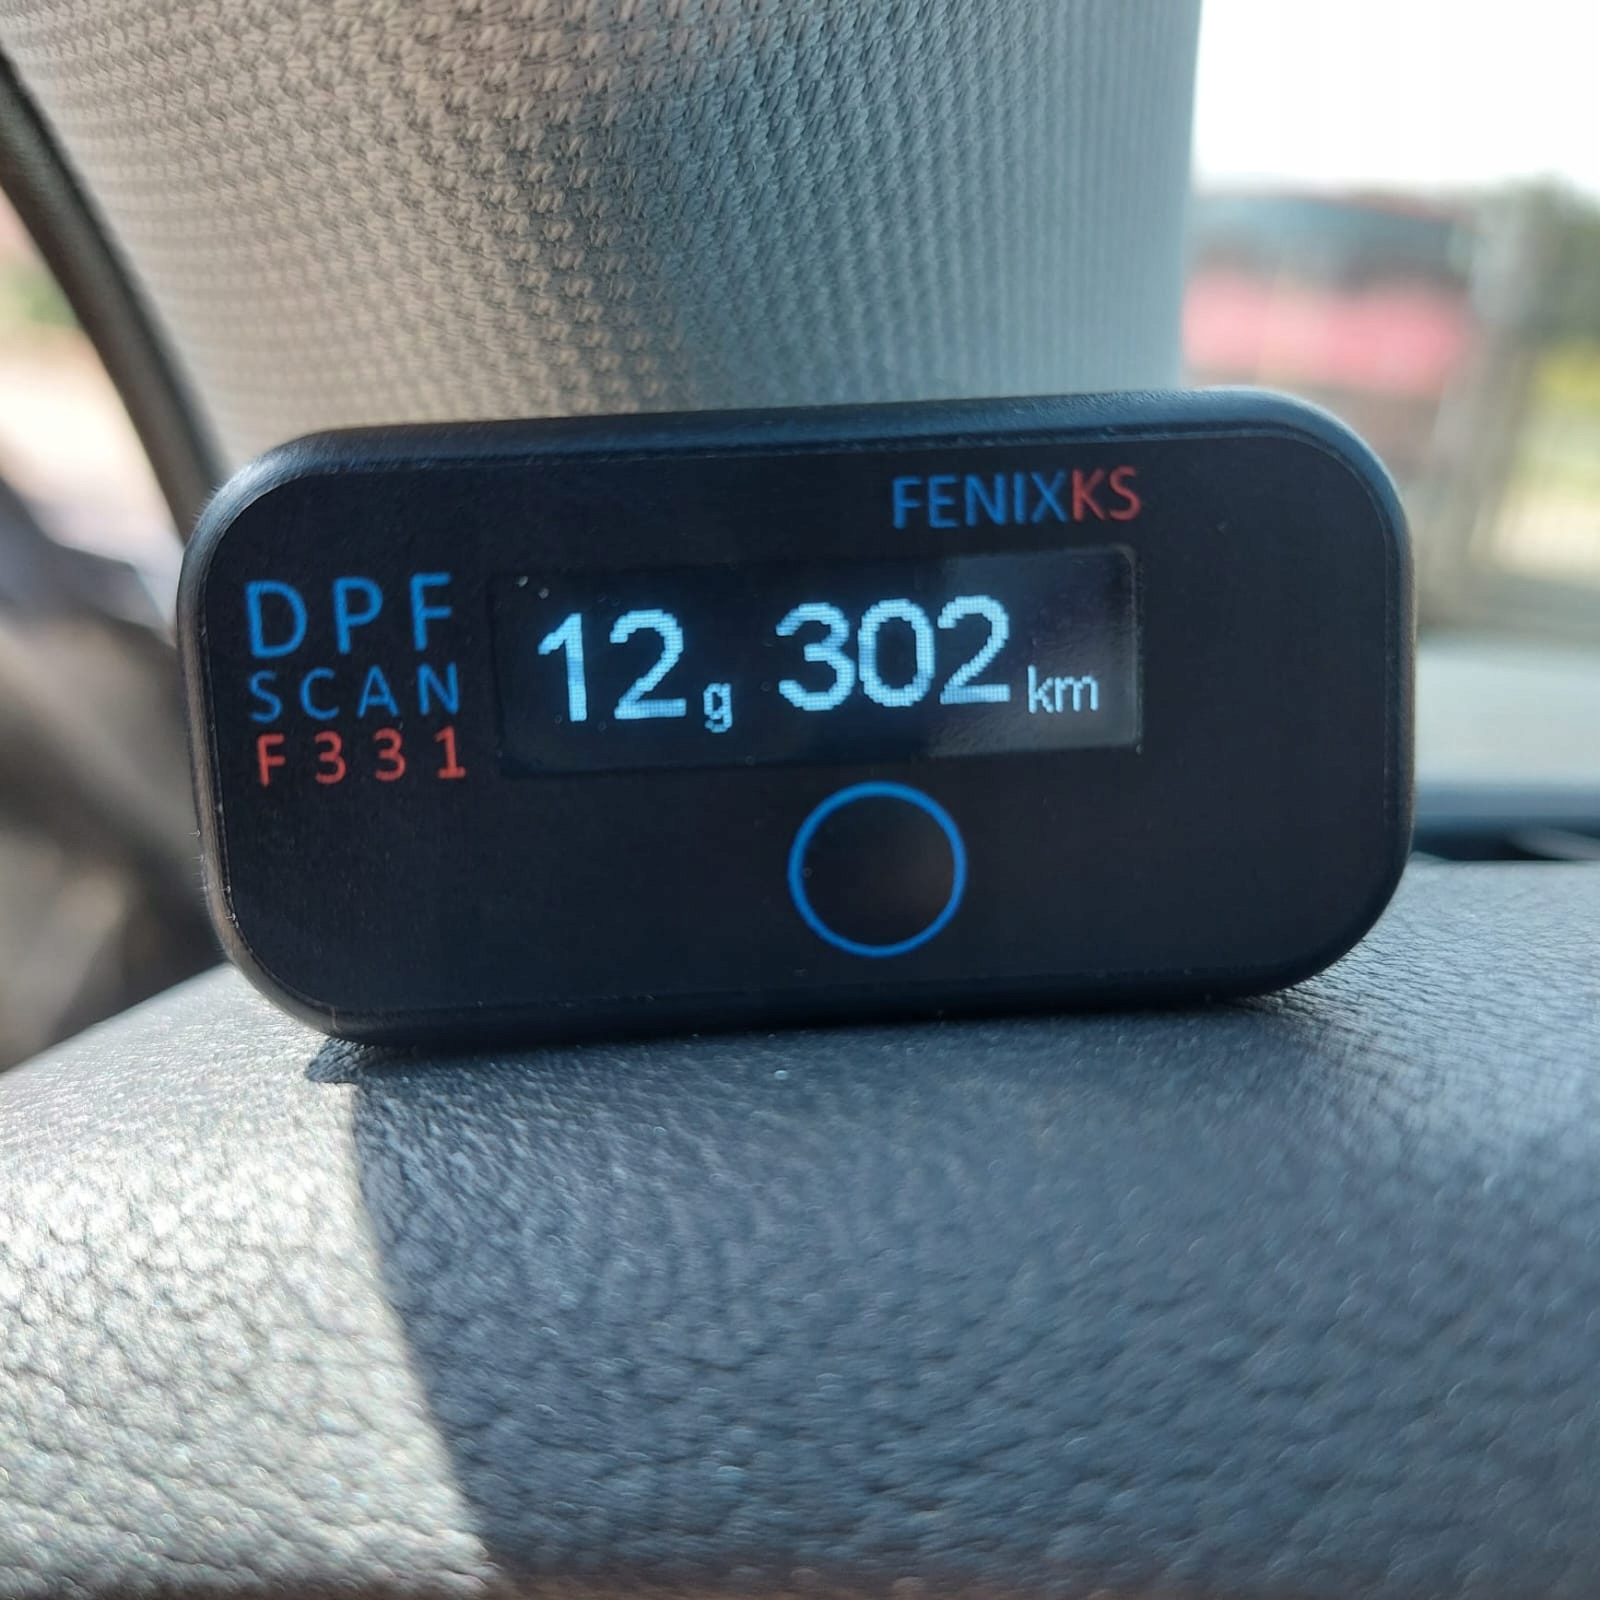 FENIXKS
DPF
SCAN
F331
12g 302km